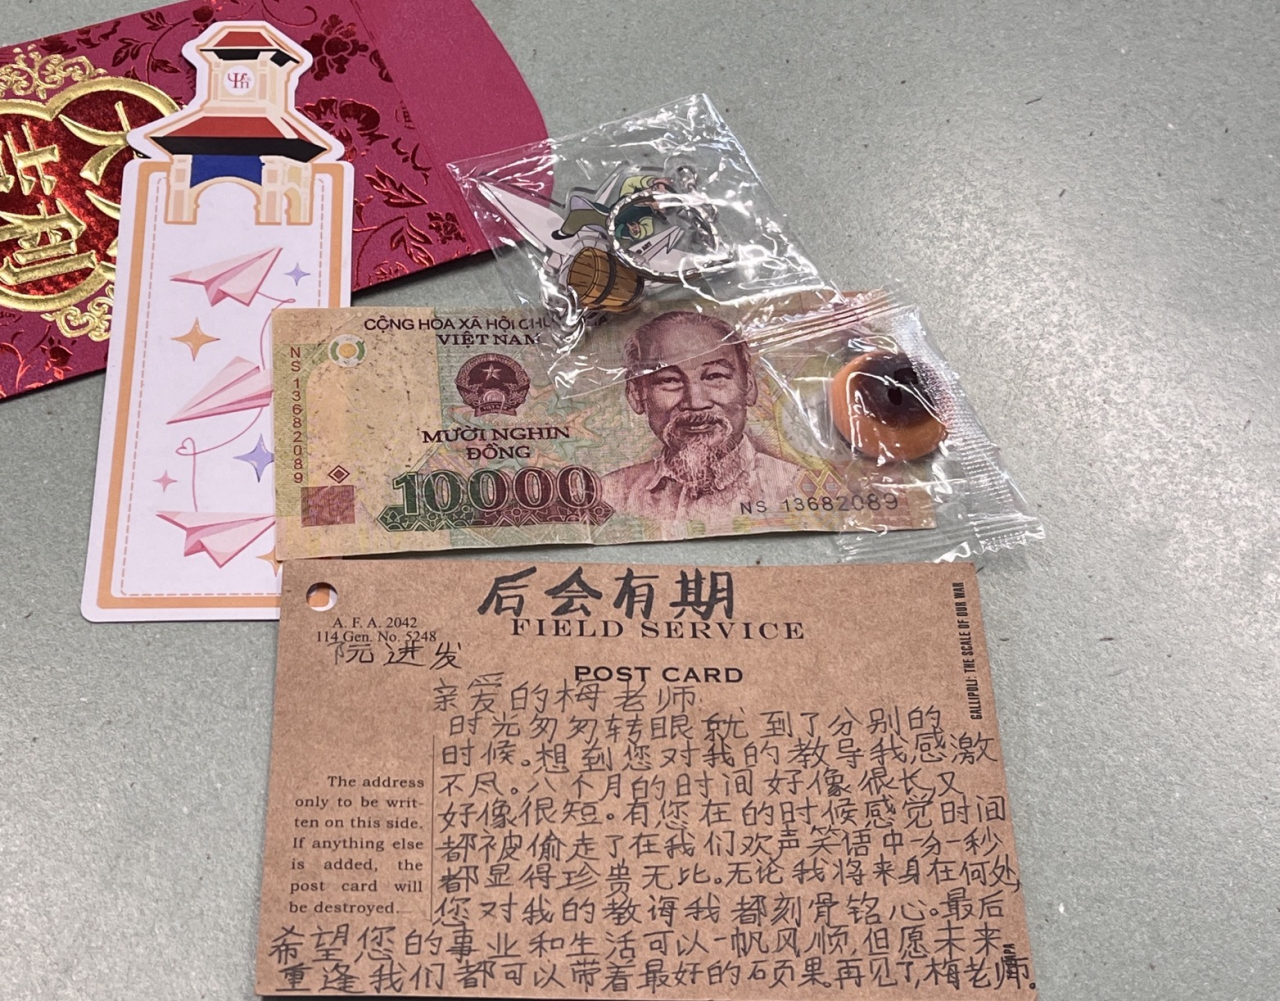 大吉
大利
CỘNG HÒA XÃ HỘI CHỦ
VIỆT NAM
NS 13682089
MƯỜI NGHÌN
ĐỒNG
10000
NS 13682089
后会有期
A. F. A. 2042
114 Gen. No. 5248
FIELD SERVICE
阮进发
POST CARD
GALLIPOLI: THE SCALE OF OUR WAR
亲爱的梅老师:
时光匆匆转眼就到了分别的
时候。想到您对我的教导我感激
不尽。八个月的时间好像很长又
好像很短。有您在的时候感觉时间
都被偷走了在我们欢声笑语中一分一秒
都显得珍贵无比。无论我将来身在何处,
您对我的教诲我都刻骨铭心。最后
希望您的事业和生活可以一帆风顺,但愿未来
重逢我们都可以带着最好的硕果。再见了,梅老师。
The address
only to be writ-
ten on this side.
If anything else
is added, the
post card will
be destroyed.